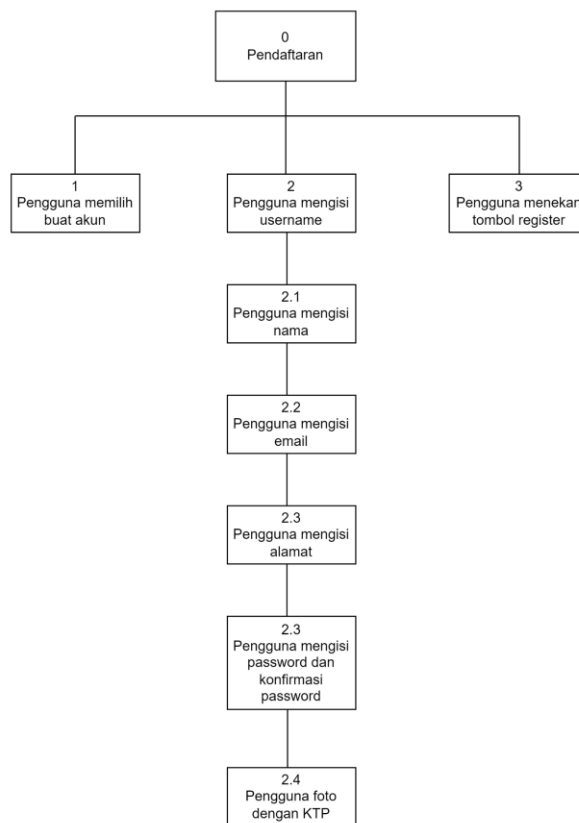 0
Pendaftaran
1
Pengguna memilih
buat akun
2
Pengguna mengisi
username
3
Pengguna menekan
tombol register
2.1
Pengguna mengisi
nama
2.2
Pengguna mengisi
email
2.3
Pengguna mengisi
alamat
2.3
Pengguna mengisi
password dan
konfirmasi
password
2.4
Pengguna foto
dengan KTP